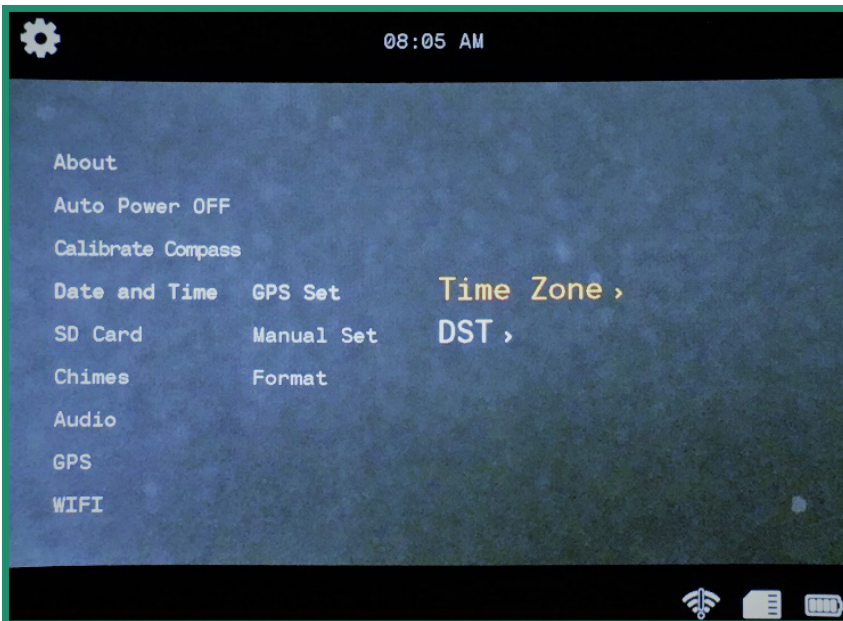 08:05 AM
About
Auto Power OFF
Calibrate Compass
Date and Time GPS Set Time Zone ›
SD Card Manual Set DST ›
Chimes Format
Audio
GPS
WIFI